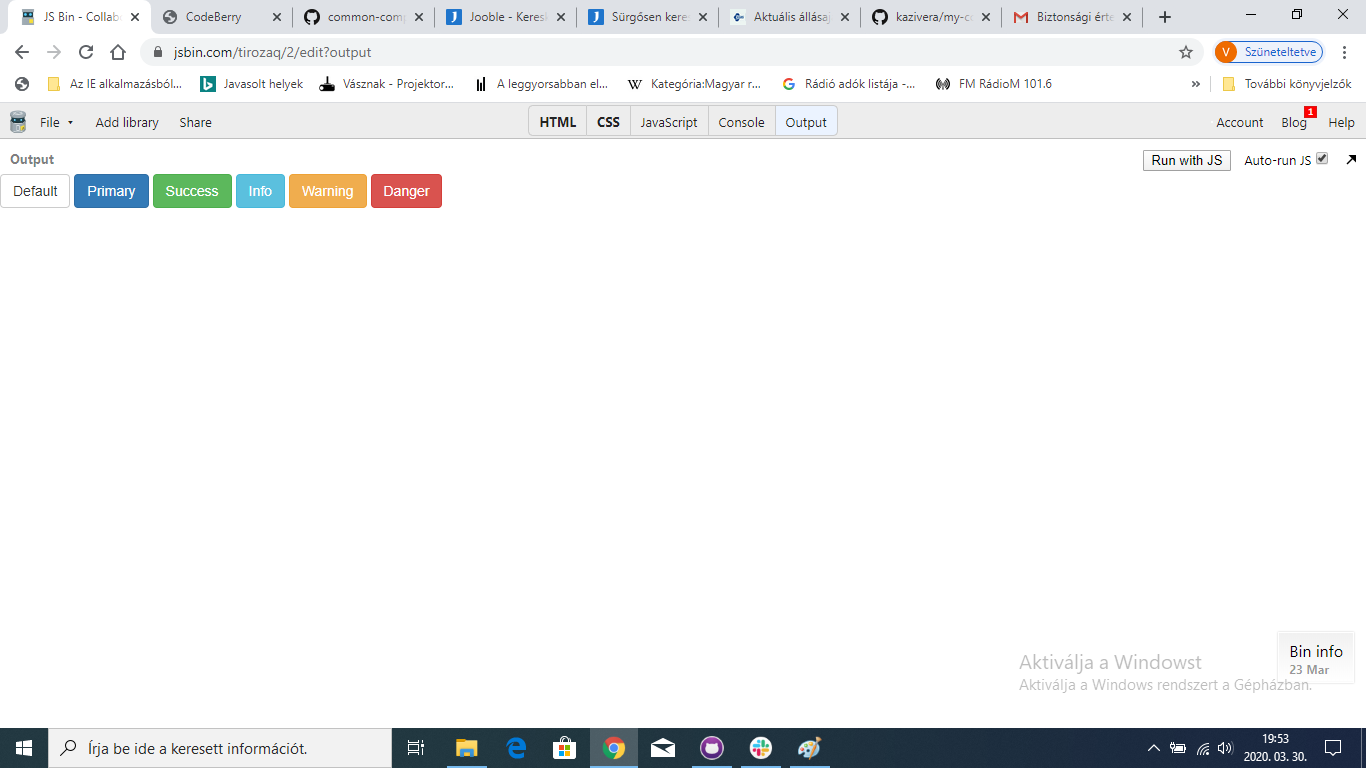 JS Bin - Collab
CodeBerry
common-comp
Jooble - Keresk
Sürgősen keres
Aktuális állásaj
kazivera/my-co
Biztonsági érte
jsbin.com/tirozaq/2/edit?output
V Szüneteltetve
Az IE alkalmazásból...
Javasolt helyek
Vásznak - Projektor...
A leggyorsabban el...
W Kategória:Magyar r...
Rádió adók listája -...
FM RádioM 101.6
»
További könyvjelzők
File
Add library
Share
HTML
CSS
JavaScript
Console
Output
Account
Blog
1
Help
Output
Run with JS
Auto-run JS
Default
Primary
Success
Info
Warning
Danger
Bin info
23 Mar
Aktiválja a Windowst
Aktiválja a Windows rendszert a Gépházban.
Írja be ide a keresett információt.
19:53
2020. 03. 30.